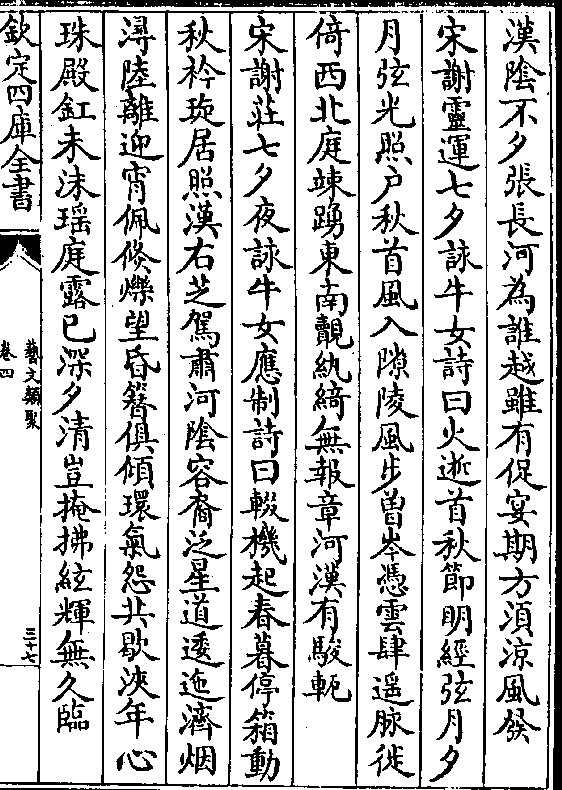 漢陰不夕張長河為誰越雖有促宴期方須涼風發
宋謝靈運七夕詠牛女詩曰火逝首秋節明經弦月夕
月弦光照户秋首風入隙陵風步曽岑憑雲肆遥脉徙
倚西北庭竦踴東南覿紈綺無報章河漢有駿軛
宋謝莊七夕夜詠牛女應制詩曰輟機起春暮停箱動
秋衿琁居照漢右芝駕肅河陰容裔泛星道逶迤濟烟
潯陸離迎宵佩倐爍望昏簪俱傾環氣怨共歇浹年心
珠殿釭未沬瑶庭露已深夕清豈掩拂絃輝無久臨
欽定四庫全書
藝文類聚
卷四
三十七